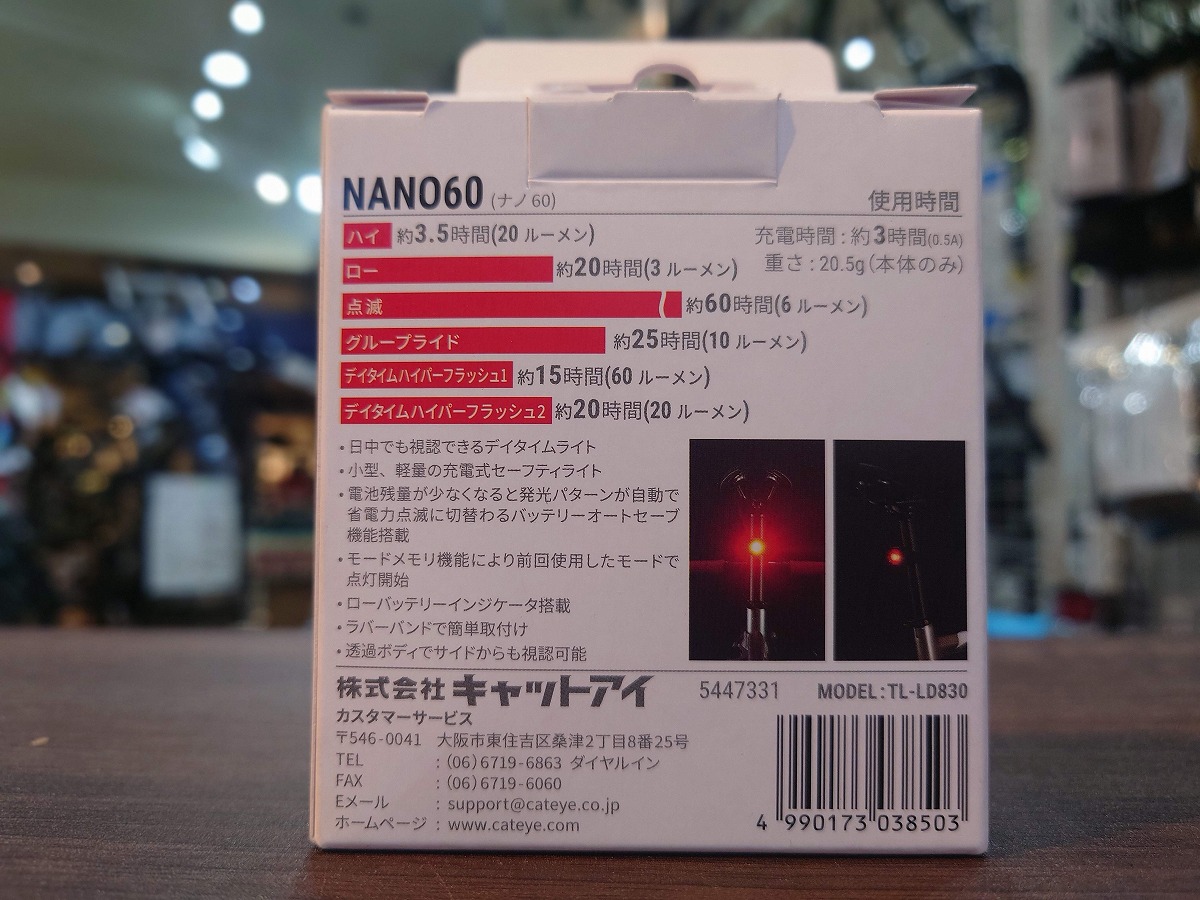 NANO60 (ナノ60) 使用時間
ハイ 約3.5時間(20 ルーメン) 充電時間:約3時間(0.5A)
ロー 約20時間(3 ルーメン) 重さ:20.5g(本体のみ)
点滅 約60時間(6 ルーメン)
グループライド 約25時間(10 ルーメン)
デイタイムハイパーフラッシュ1 約15時間(60 ルーメン)
デイタイムハイパーフラッシュ2 約20時間(20 ルーメン)
・日中でも視認できるデイタイムライト
・小型、軽量の充電式セーフティライト
・電池残量が少なくなると発光パターンが自動で
省電力点滅に切替わるバッテリーオートセーブ
機能搭載
・モードメモリ機能により前回使用したモードで
点灯開始
・ローバッテリーインジケータ搭載
・ラバーバンドで簡単取付け
・透過ボディでサイドからも視認可能
株式会社 キャットアイ 5447331 MODEL:TL-LD830
カスタマーサービス
〒546-0041 大阪市東住吉区桑津2丁目8番25号
TEL :(06)6719-6863 ダイヤルイン
FAX :(06)6719-6060
Eメール : support@cateye.co.jp
ホームページ : www.cateye.com
4 990173 038503